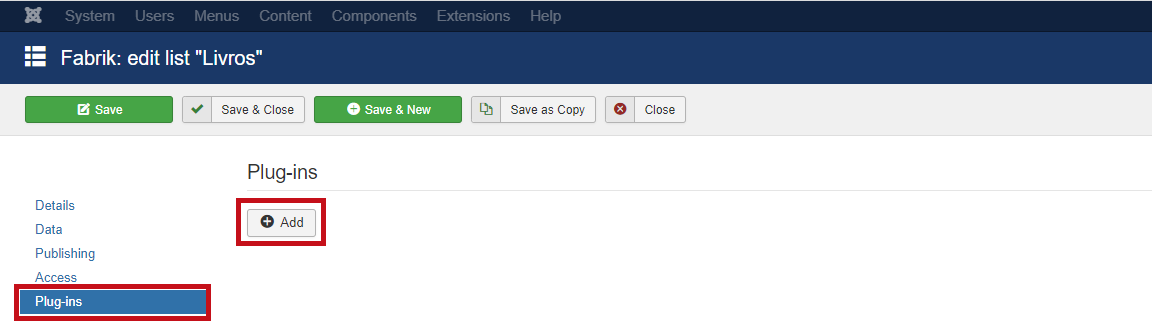 System Users Menus Content Components Extensions Help
Fabrik: edit list "Livros"
Save Save & Close Save & New Save as Copy Close
Plug-ins
Add
Details
Data
Publishing
Access
Plug-ins